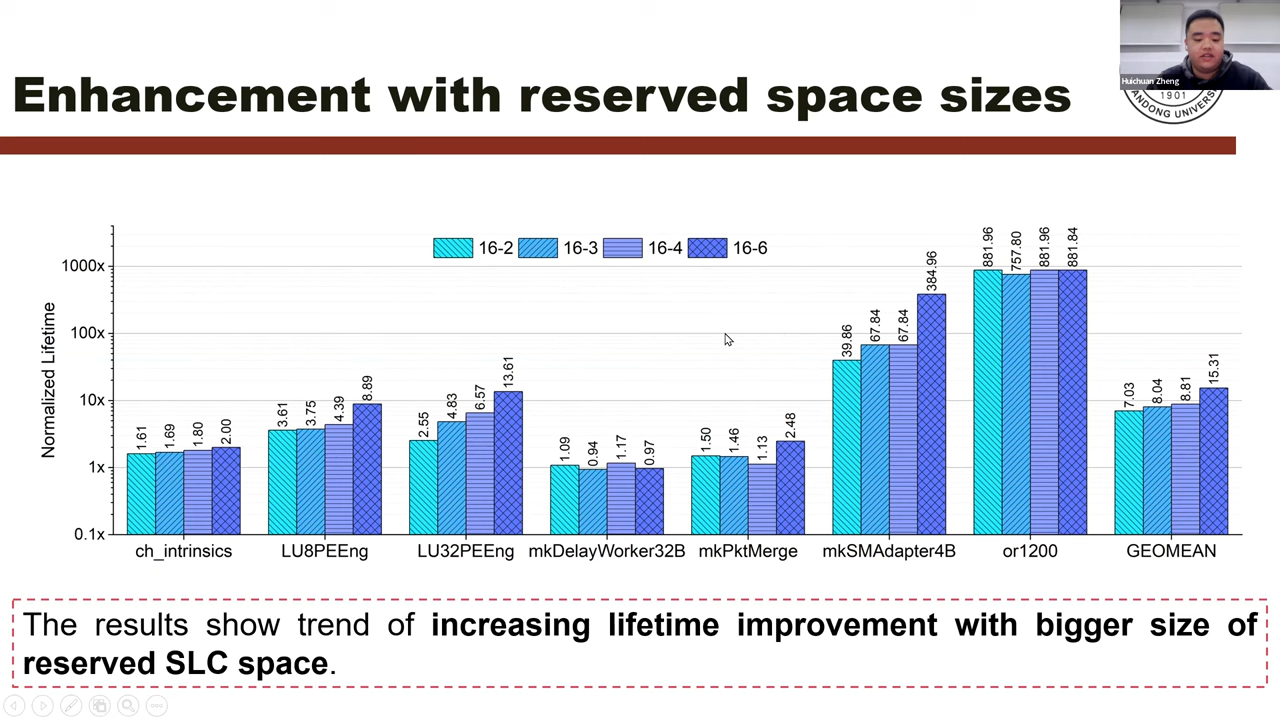 Huichuan Zheng
Enhancement with reserved space sizes
1901
ANDONG UNIVERS
Normalized Lifetime
1000x
100x
10x
1x
0.1x
16-2 16-3 16-4 16-6
1.61 1.69 1.80 2.00
3.61 3.75 4.39 8.89
2.55 4.83 6.57 13.61
1.09 0.94 1.17 0.97
1.50 1.46 1.13 2.48
39.86 67.84 67.84 384.96
881.96 757.80 881.96 881.84
7.03 8.04 8.81 15.31
ch_intrinsics LU8PEEng LU32PEEng mkDelayWorker32B mkPktMerge mkSMAdapter4B or1200 GEOMEAN
The results show trend of increasing lifetime improvement with bigger size of
reserved SLC space.